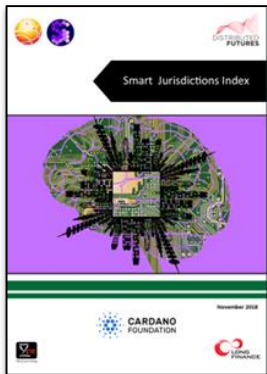 DISTRIBUTED
FUTURES
Smart Jurisdictions Index
November 2018
CARDANO
FOUNDATION
LONG
FINANCE